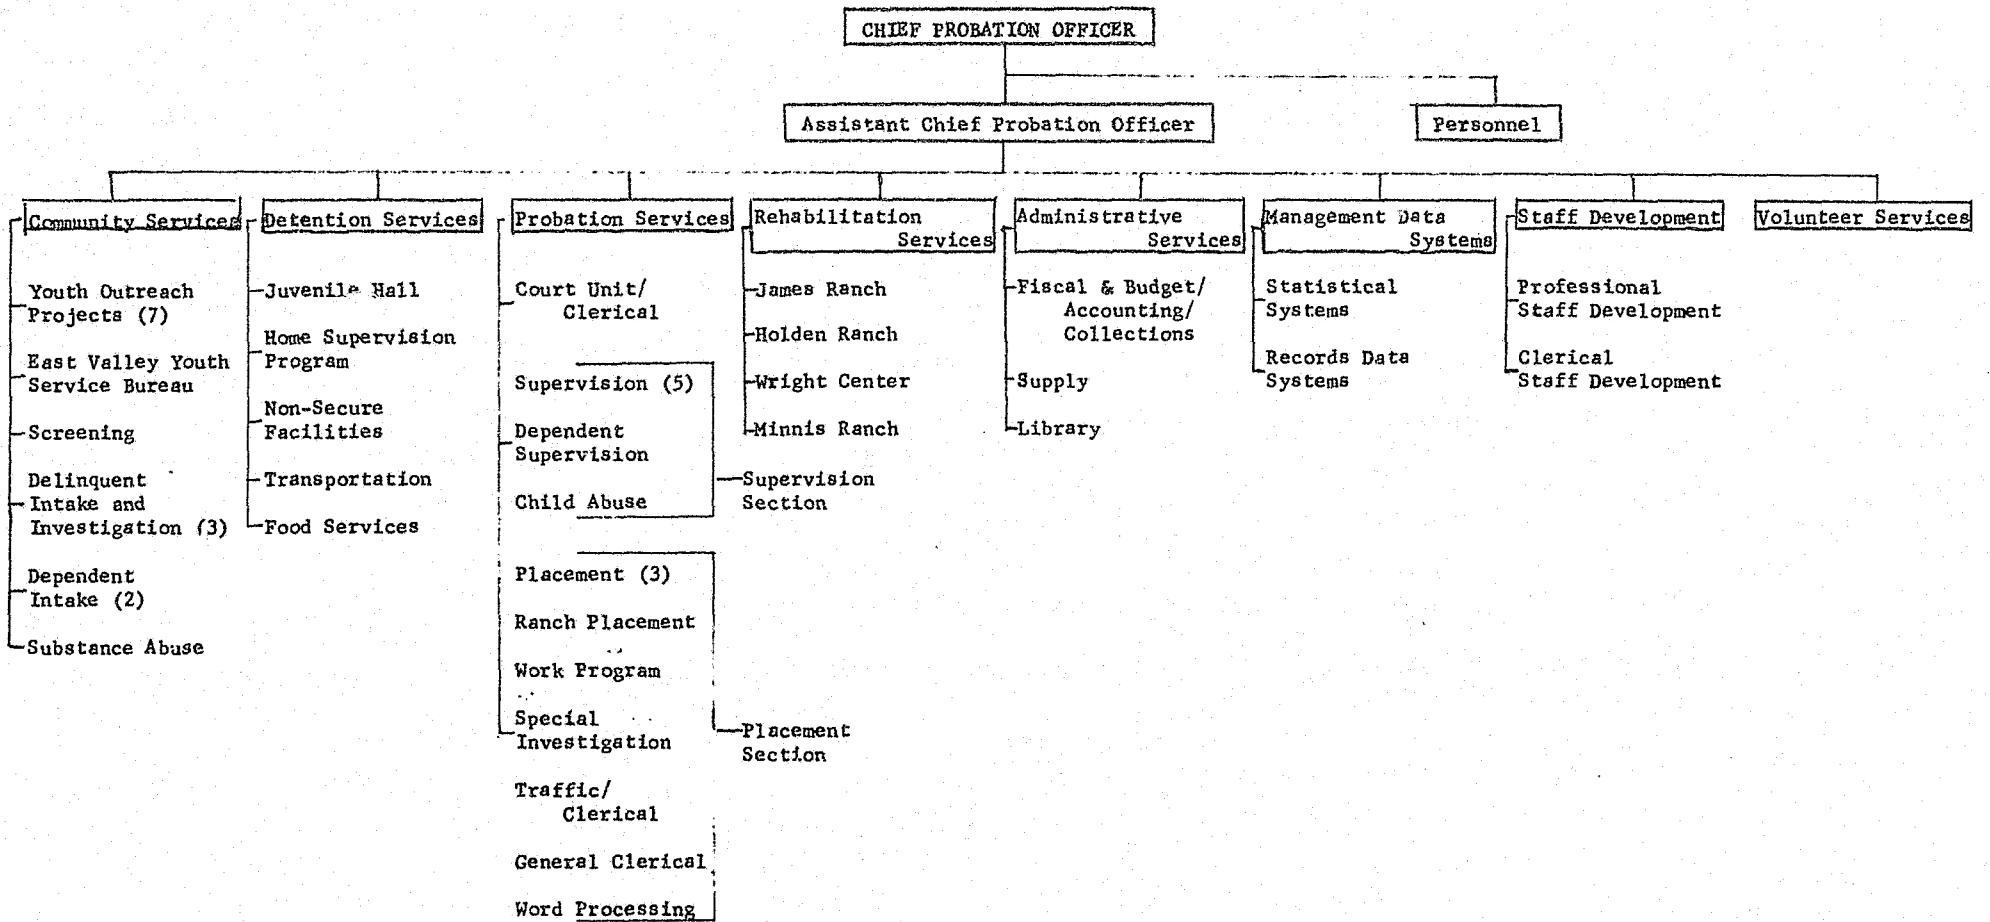 CHIEF PROBATION OFFICER
Assistant Chief Probation Officer
Personnel
Community Services
Youth Outreach
Projects (7)
East Valley Youth
Service Bureau
Screening
Delinquent
Intake and
Investigation (3)
Dependent
Intake (2)
Substance Abuse
Detention Services
Juvenile Hall
Home Supervision
Program
Non-Secure
Facilities
Transportation
Food Services
Probation Services
Court Unit/
Clerical
Supervision (5)
Dependent
Supervision
Child Abuse
Supervision
Section
Placement (3)
Ranch Placement
Work Program
Special
Investigation
Traffic/
Clerical
General Clerical
Word Processing
Placement
Section
Rehabilitation
Services
James Ranch
Holden Ranch
Wright Center
Minnis Ranch
Administrative
Services
Fiscal & Budget/
Accounting/
Collections
Supply
Library
Management Data
Systems
Statistical
Systems
Records Data
Systems
Staff Development
Professional
Staff Development
Clerical
Staff Development
Volunteer Services